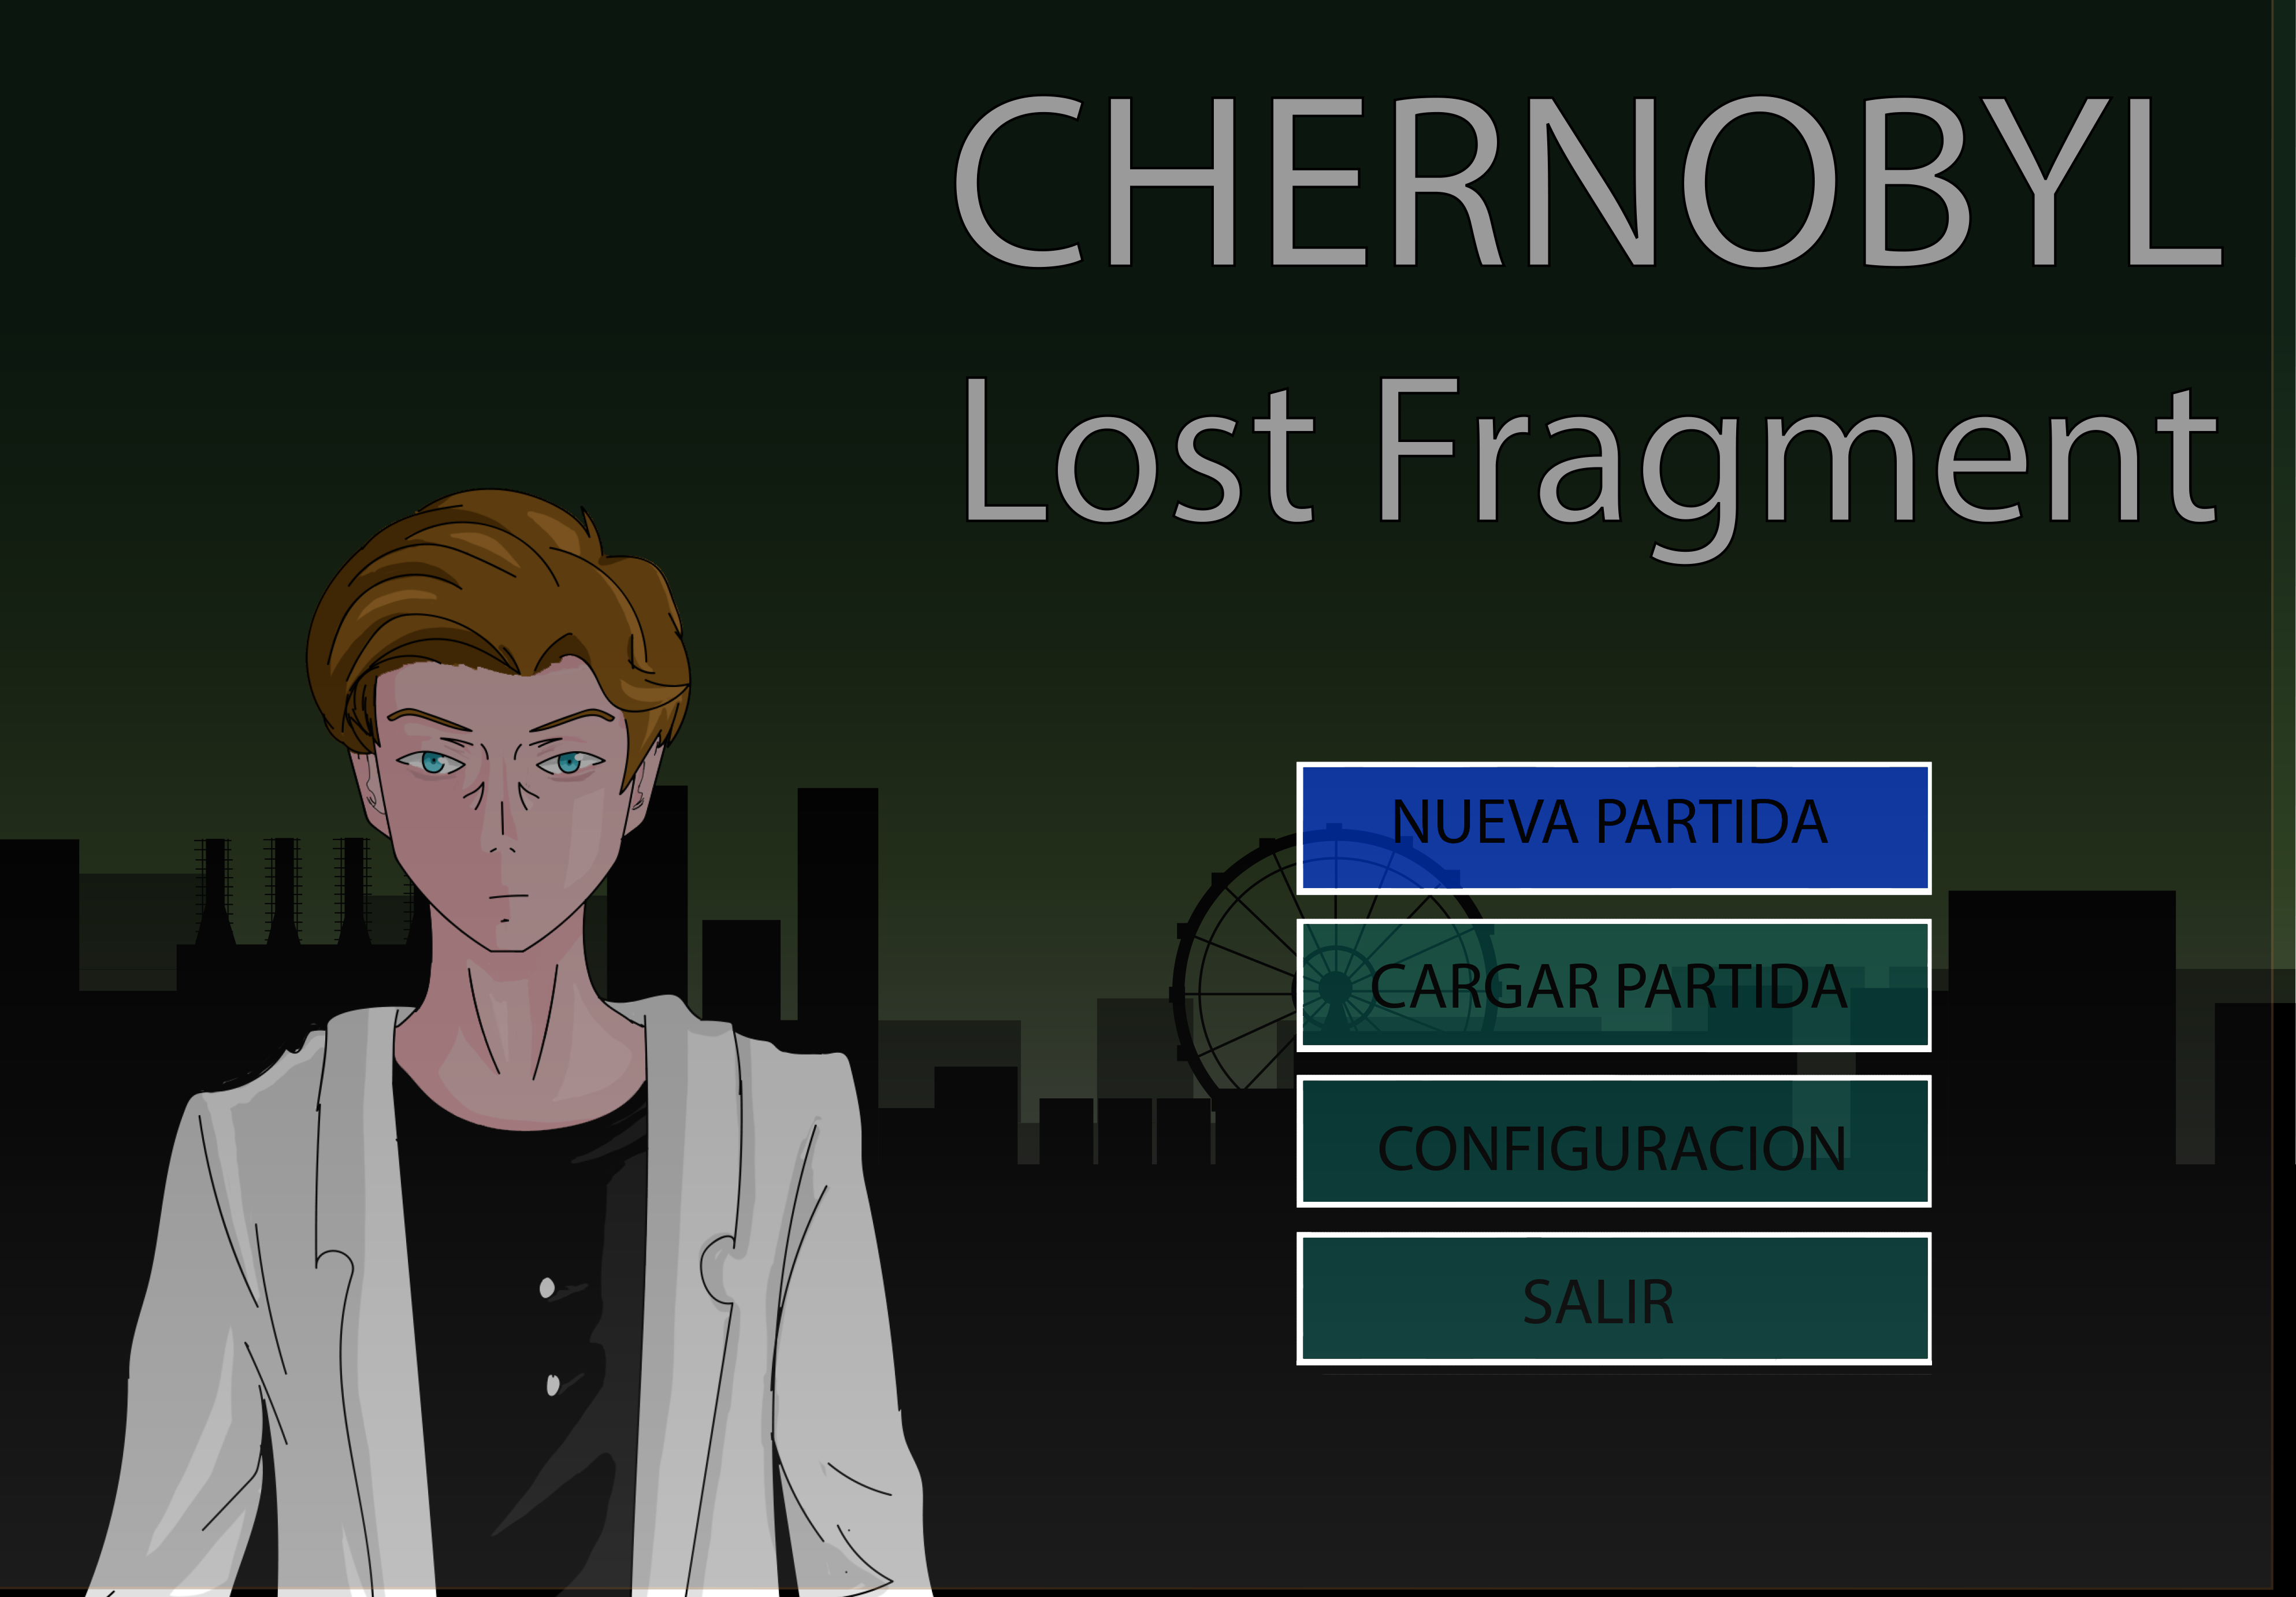 CHERNOBYL
Lost Fragment
NUEVA PARTIDA
CARGAR PARTIDA
CONFIGURACION
SALIR